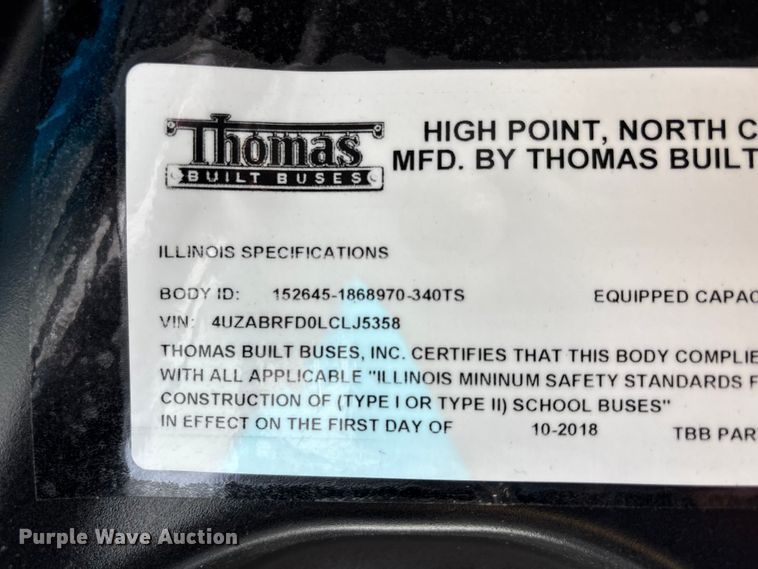 Thomas
BUILT BUSES
HIGH POINT, NORTH C
MFD. BY THOMAS BUILT
ILLINOIS SPECIFICATIONS
BODY ID: 152645-1868970-340TS EQUIPPED CAPAC
VIN: 4UZABRFD0LCLJ5358
THOMAS BUILT BUSES, INC. CERTIFIES THAT THIS BODY COMPLIE
WITH ALL APPLICABLE "ILLINOIS MININUM SAFETY STANDARDS F
CONSTRUCTION OF (TYPE I OR TYPE II) SCHOOL BUSES"
IN EFFECT ON THE FIRST DAY OF 10-2018 TBB PAR
Purple Wave Auction